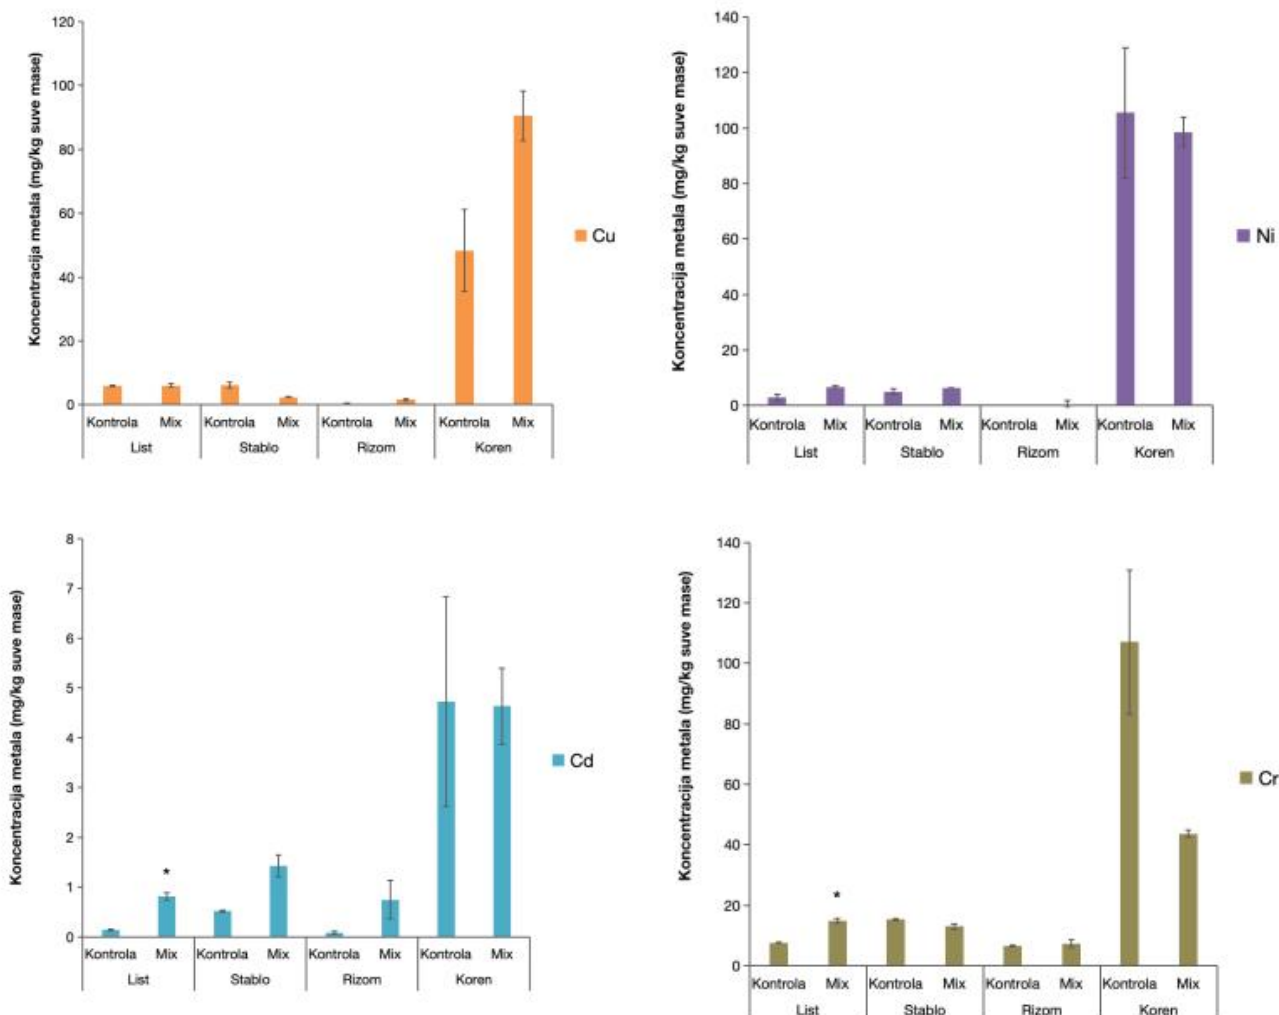 Koncentracija metala (mg/kg suve mase)
120
100
80
60
40
20
0
Kontrola Mix Kontrola Mix Kontrola Mix Kontrola Mix
List Stablo Rizom Koren
Cu
Koncentracija metala (mg/kg suve mase)
140
120
100
80
60
40
20
0
Kontrola Mix Kontrola Mix Kontrola Mix Kontrola Mix
List Stablo Rizom Koren
Ni
Koncentracija metala (mg/kg suve mase)
8
7
6
5
4
3
2
1
0
*
Kontrola Mix Kontrola Mix Kontrola Mix Kontrola Mix
List Stablo Rizom Koren
Cd
Koncentracija metala (mg/kg suve mase)
140
120
100
80
60
40
20
0
*
Kontrola Mix Kontrola Mix Kontrola Mix Kontrola Mix
List Stablo Rizom Koren
Cr